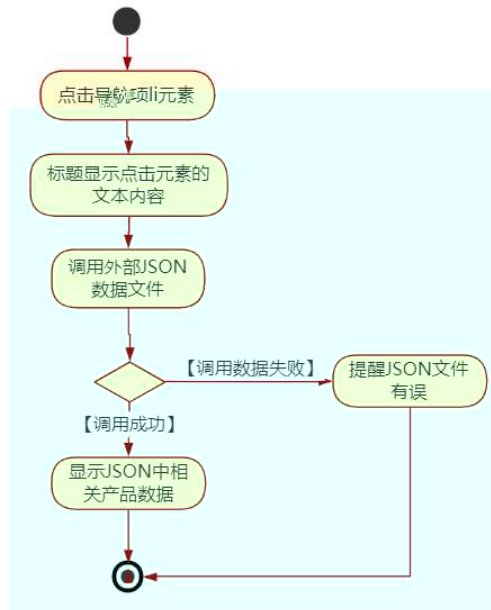 点击导航项li元素
标题显示点击元素的
文本内容
调用外部JSON
数据文件
【调用数据失败】
提醒JSON文件
有误
【调用成功】
显示JSON中相
关产品数据